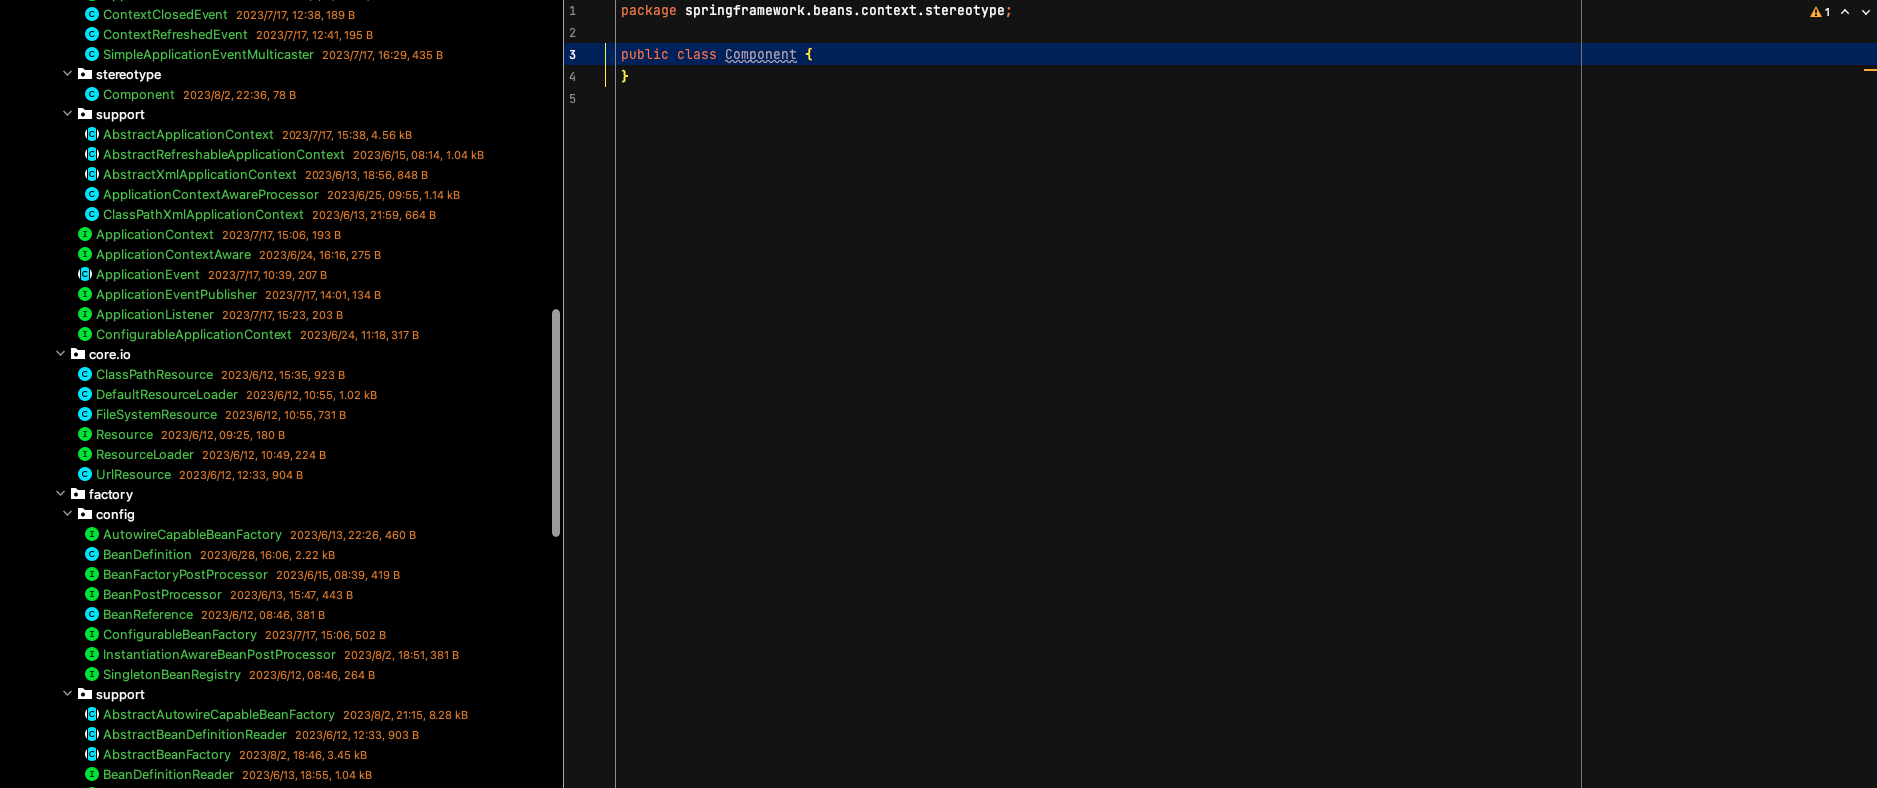 ContextClosedEvent 2023/7/17, 12:38, 189 B
ContextRefreshedEvent 2023/7/17, 12:41, 195 B
SimpleApplicationEventMulticaster 2023/7/17, 16:29, 435 B
stereotype
Component 2023/8/2, 22:36, 78 B
support
AbstractApplicationContext 2023/7/17, 15:38, 4.56 kB
AbstractRefreshableApplicationContext 2023/6/15, 08:14, 1.04 kB
AbstractXmlApplicationContext 2023/6/13, 18:56, 848 B
ApplicationContextAwareProcessor 2023/6/25, 09:55, 1.14 kB
ClassPathXmlApplicationContext 2023/6/13, 21:59, 664 B
ApplicationContext 2023/7/17, 15:06, 193 B
ApplicationContextAware 2023/6/24, 16:16, 275 B
ApplicationEvent 2023/7/17, 10:39, 207 B
ApplicationEventPublisher 2023/7/17, 14:01, 134 B
ApplicationListener 2023/7/17, 15:23, 203 B
ConfigurableApplicationContext 2023/6/24, 11:18, 317 B
core.io
ClassPathResource 2023/6/12, 15:35, 923 B
DefaultResourceLoader 2023/6/12, 10:55, 1.02 kB
FileSystemResource 2023/6/12, 10:55, 731 B
Resource 2023/6/12, 09:25, 180 B
ResourceLoader 2023/6/12, 10:49, 224 B
UrlResource 2023/6/12, 12:33, 904 B
factory
config
AutowireCapableBeanFactory 2023/6/13, 22:26, 460 B
BeanDefinition 2023/6/28, 16:06, 2.22 kB
BeanFactoryPostProcessor 2023/6/15, 08:39, 419 B
BeanPostProcessor 2023/6/13, 15:47, 443 B
BeanReference 2023/6/12, 08:46, 381 B
ConfigurableBeanFactory 2023/7/17, 15:06, 502 B
InstantiationAwareBeanPostProcessor 2023/8/2, 18:51, 381 B
SingletonBeanRegistry 2023/6/12, 08:46, 264 B
support
AbstractAutowireCapableBeanFactory 2023/8/2, 21:15, 8.28 kB
AbstractBeanDefinitionReader 2023/6/12, 12:33, 903 B
AbstractBeanFactory 2023/8/2, 18:46, 3.45 kB
BeanDefinitionReader 2023/6/13, 18:55, 1.04 kB
1 package springframework.beans.context.stereotype;
2
3 public class Component {
4 }
5
1